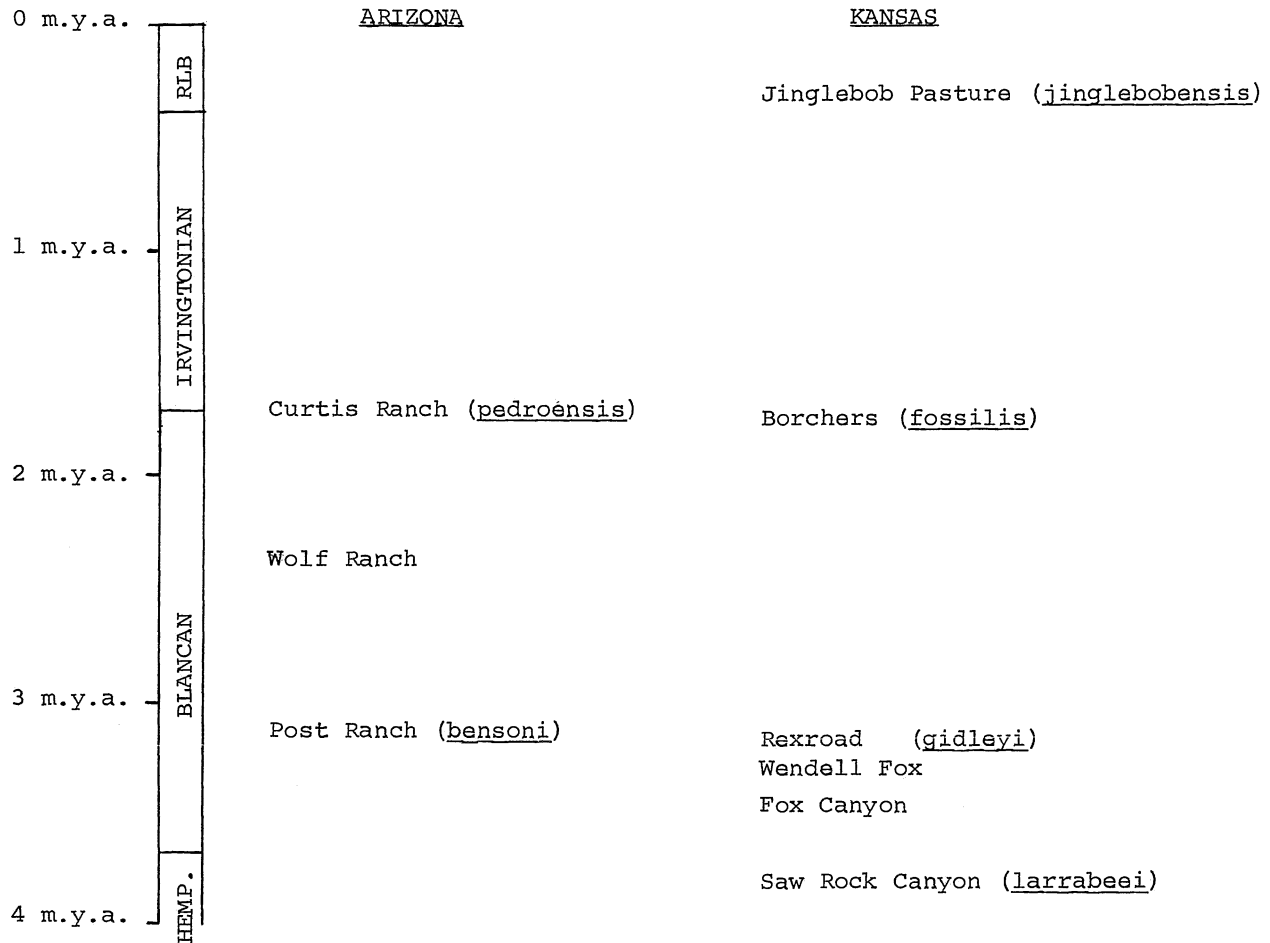 0 m.y.a. ARIZONA KANSAS
RLB
Jinglebob Pasture (jinglebobensis)
IRVINGTONIAN
1 m.y.a.
Curtis Ranch (pedroensis)
Borchers (fossilis)
2 m.y.a.
Wolf Ranch
BLANCAN
3 m.y.a.
Post Ranch (bensoni)
Rexroad (gidleyi)
Wendell Fox
Fox Canyon
HEMP.
Saw Rock Canyon (larrabeei)
4 m.y.a.